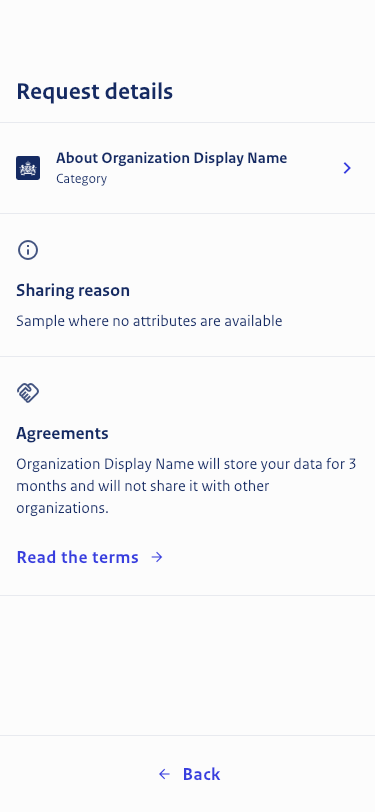 Request details
About Organization Display Name
Category
Sharing reason
Sample where no attributes are available
Agreements
Organization Display Name will store your data for 3
months and will not share it with other
organizations.
Read the terms
Back